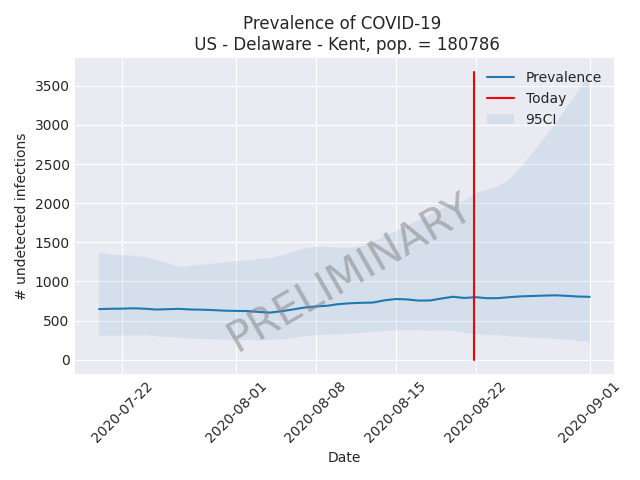 Prevalence of COVID-19
US - Delaware - Kent, pop. = 180786
# undetected infections
3500
3000
2500
2000
1500
1000
500
0
Prevalence
Today
95CI
PRELIMINARY
2020-07-22
2020-08-01
2020-08-08
2020-08-15
2020-08-22
2020-09-01
Date